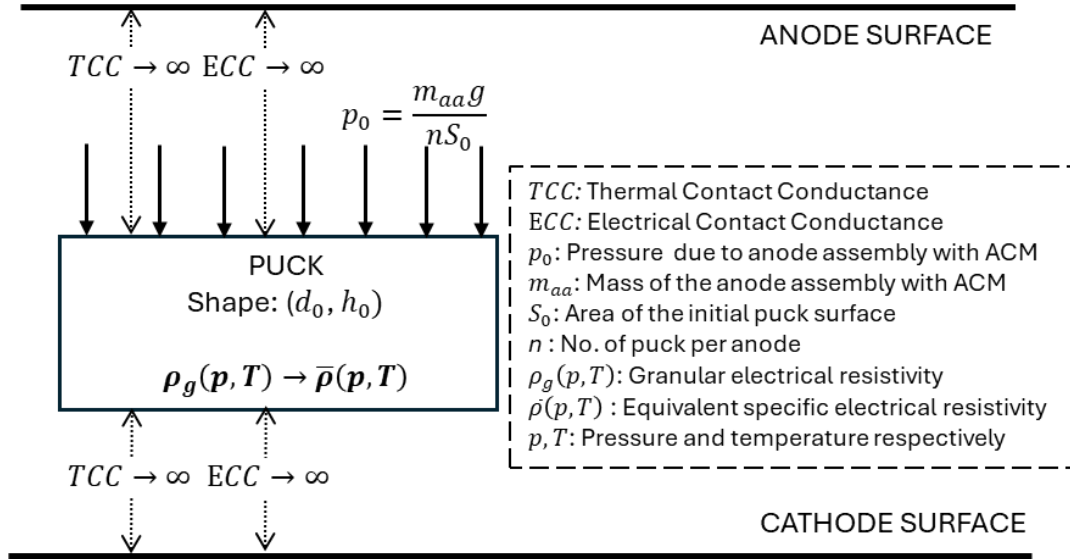 ANODE SURFACE
TCC → ∞ ECC → ∞
p₀ = mₐₐg / nS₀
PUCK
Shape: (d₀, h₀)
ρ_g(p, T) → ρ̅(p, T)
TCC: Thermal Contact Conductance
ECC: Electrical Contact Conductance
p₀: Pressure due to anode assembly with ACM
mₐₐ: Mass of the anode assembly with ACM
S₀: Area of the initial puck surface
n : No. of puck per anode
ρ_g(p, T): Granular electrical resistivity
ρ̅(p, T) : Equivalent specific electrical resistivity
p, T: Pressure and temperature respectively
TCC → ∞ ECC → ∞
CATHODE SURFACE